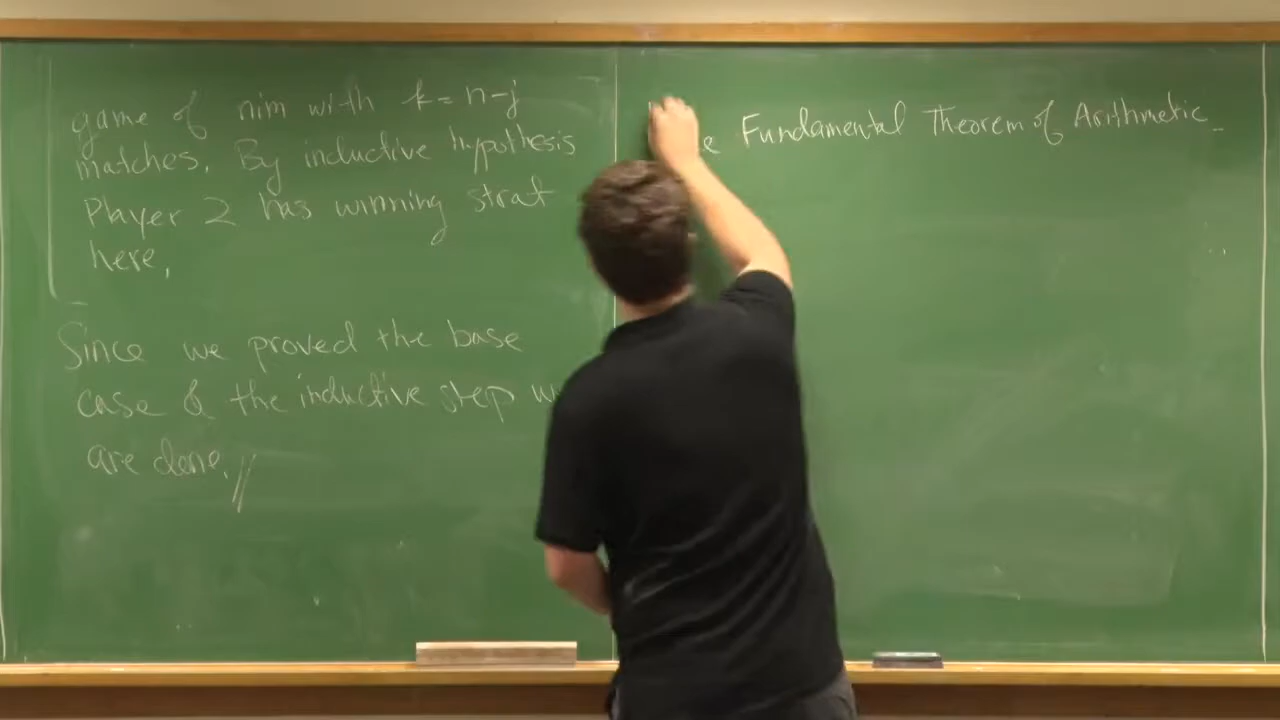 game of nim with k = n-j
matches. By inductive hypothesis
Player 2 has winning strat
here,
Since we proved the base
case & the inductive step
are done. //
Fundamental Theorem of Arithmetic